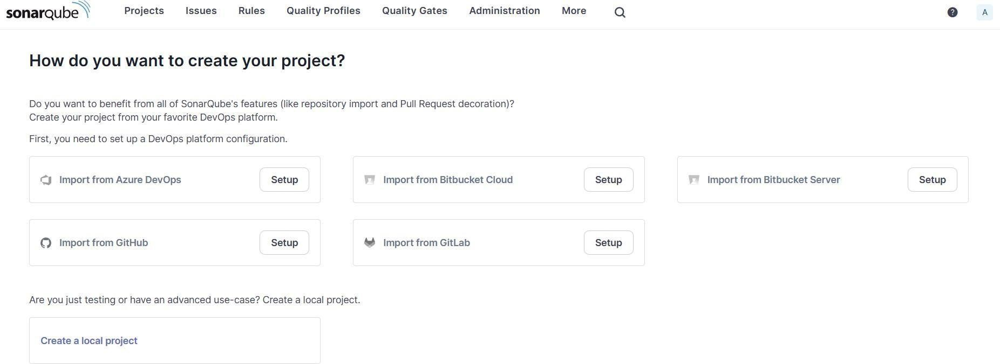 sonarqube Projects Issues Rules Quality Profiles Quality Gates Administration More ? A
How do you want to create your project?
Do you want to benefit from all of SonarQube's features (like repository import and Pull Request decoration)?
Create your project from your favorite DevOps platform.
First, you need to set up a DevOps platform configuration.
Import from Azure DevOps Setup Import from Bitbucket Cloud Setup Import from Bitbucket Server Setup
Import from GitHub Setup Import from GitLab Setup
Are you just testing or have an advanced use-case? Create a local project.
Create a local project